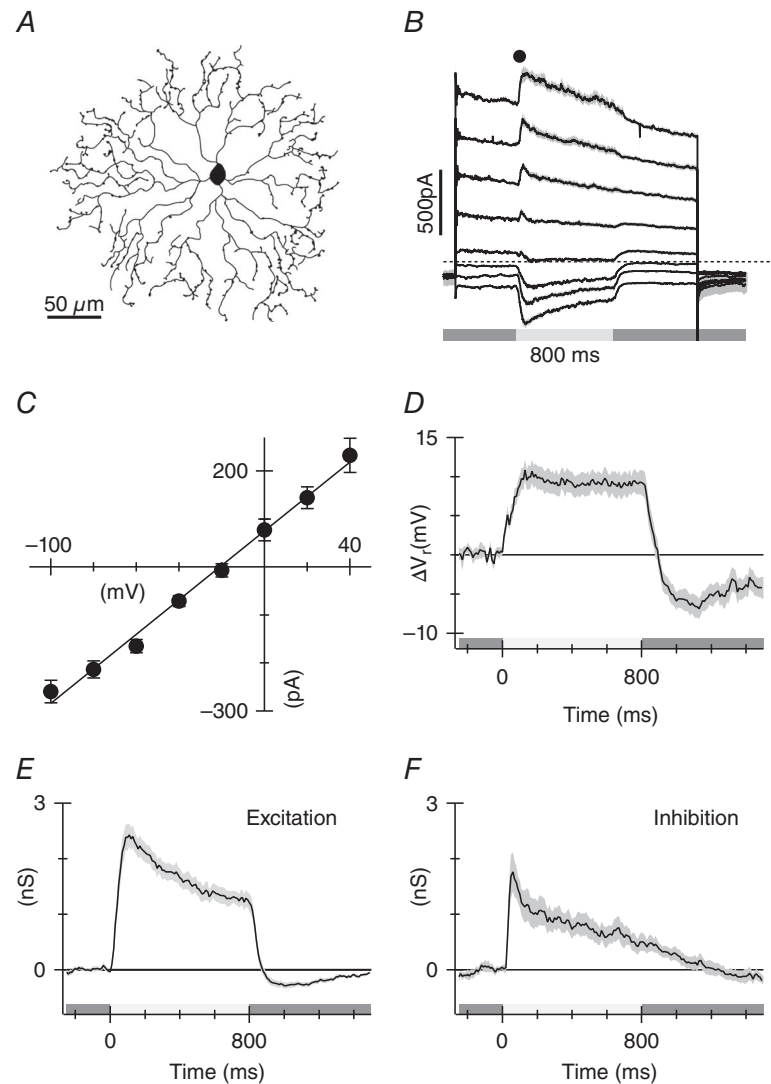 A
B
500pA
50 µm
800 ms
C
D
200
–100
40
(mV)
(pA)
–300
15
ΔVr(mV)
–10
0
800
Time (ms)
E
F
3
Excitation
(nS)
0
0
800
Time (ms)
3
Inhibition
(nS)
0
0
800
Time (ms)